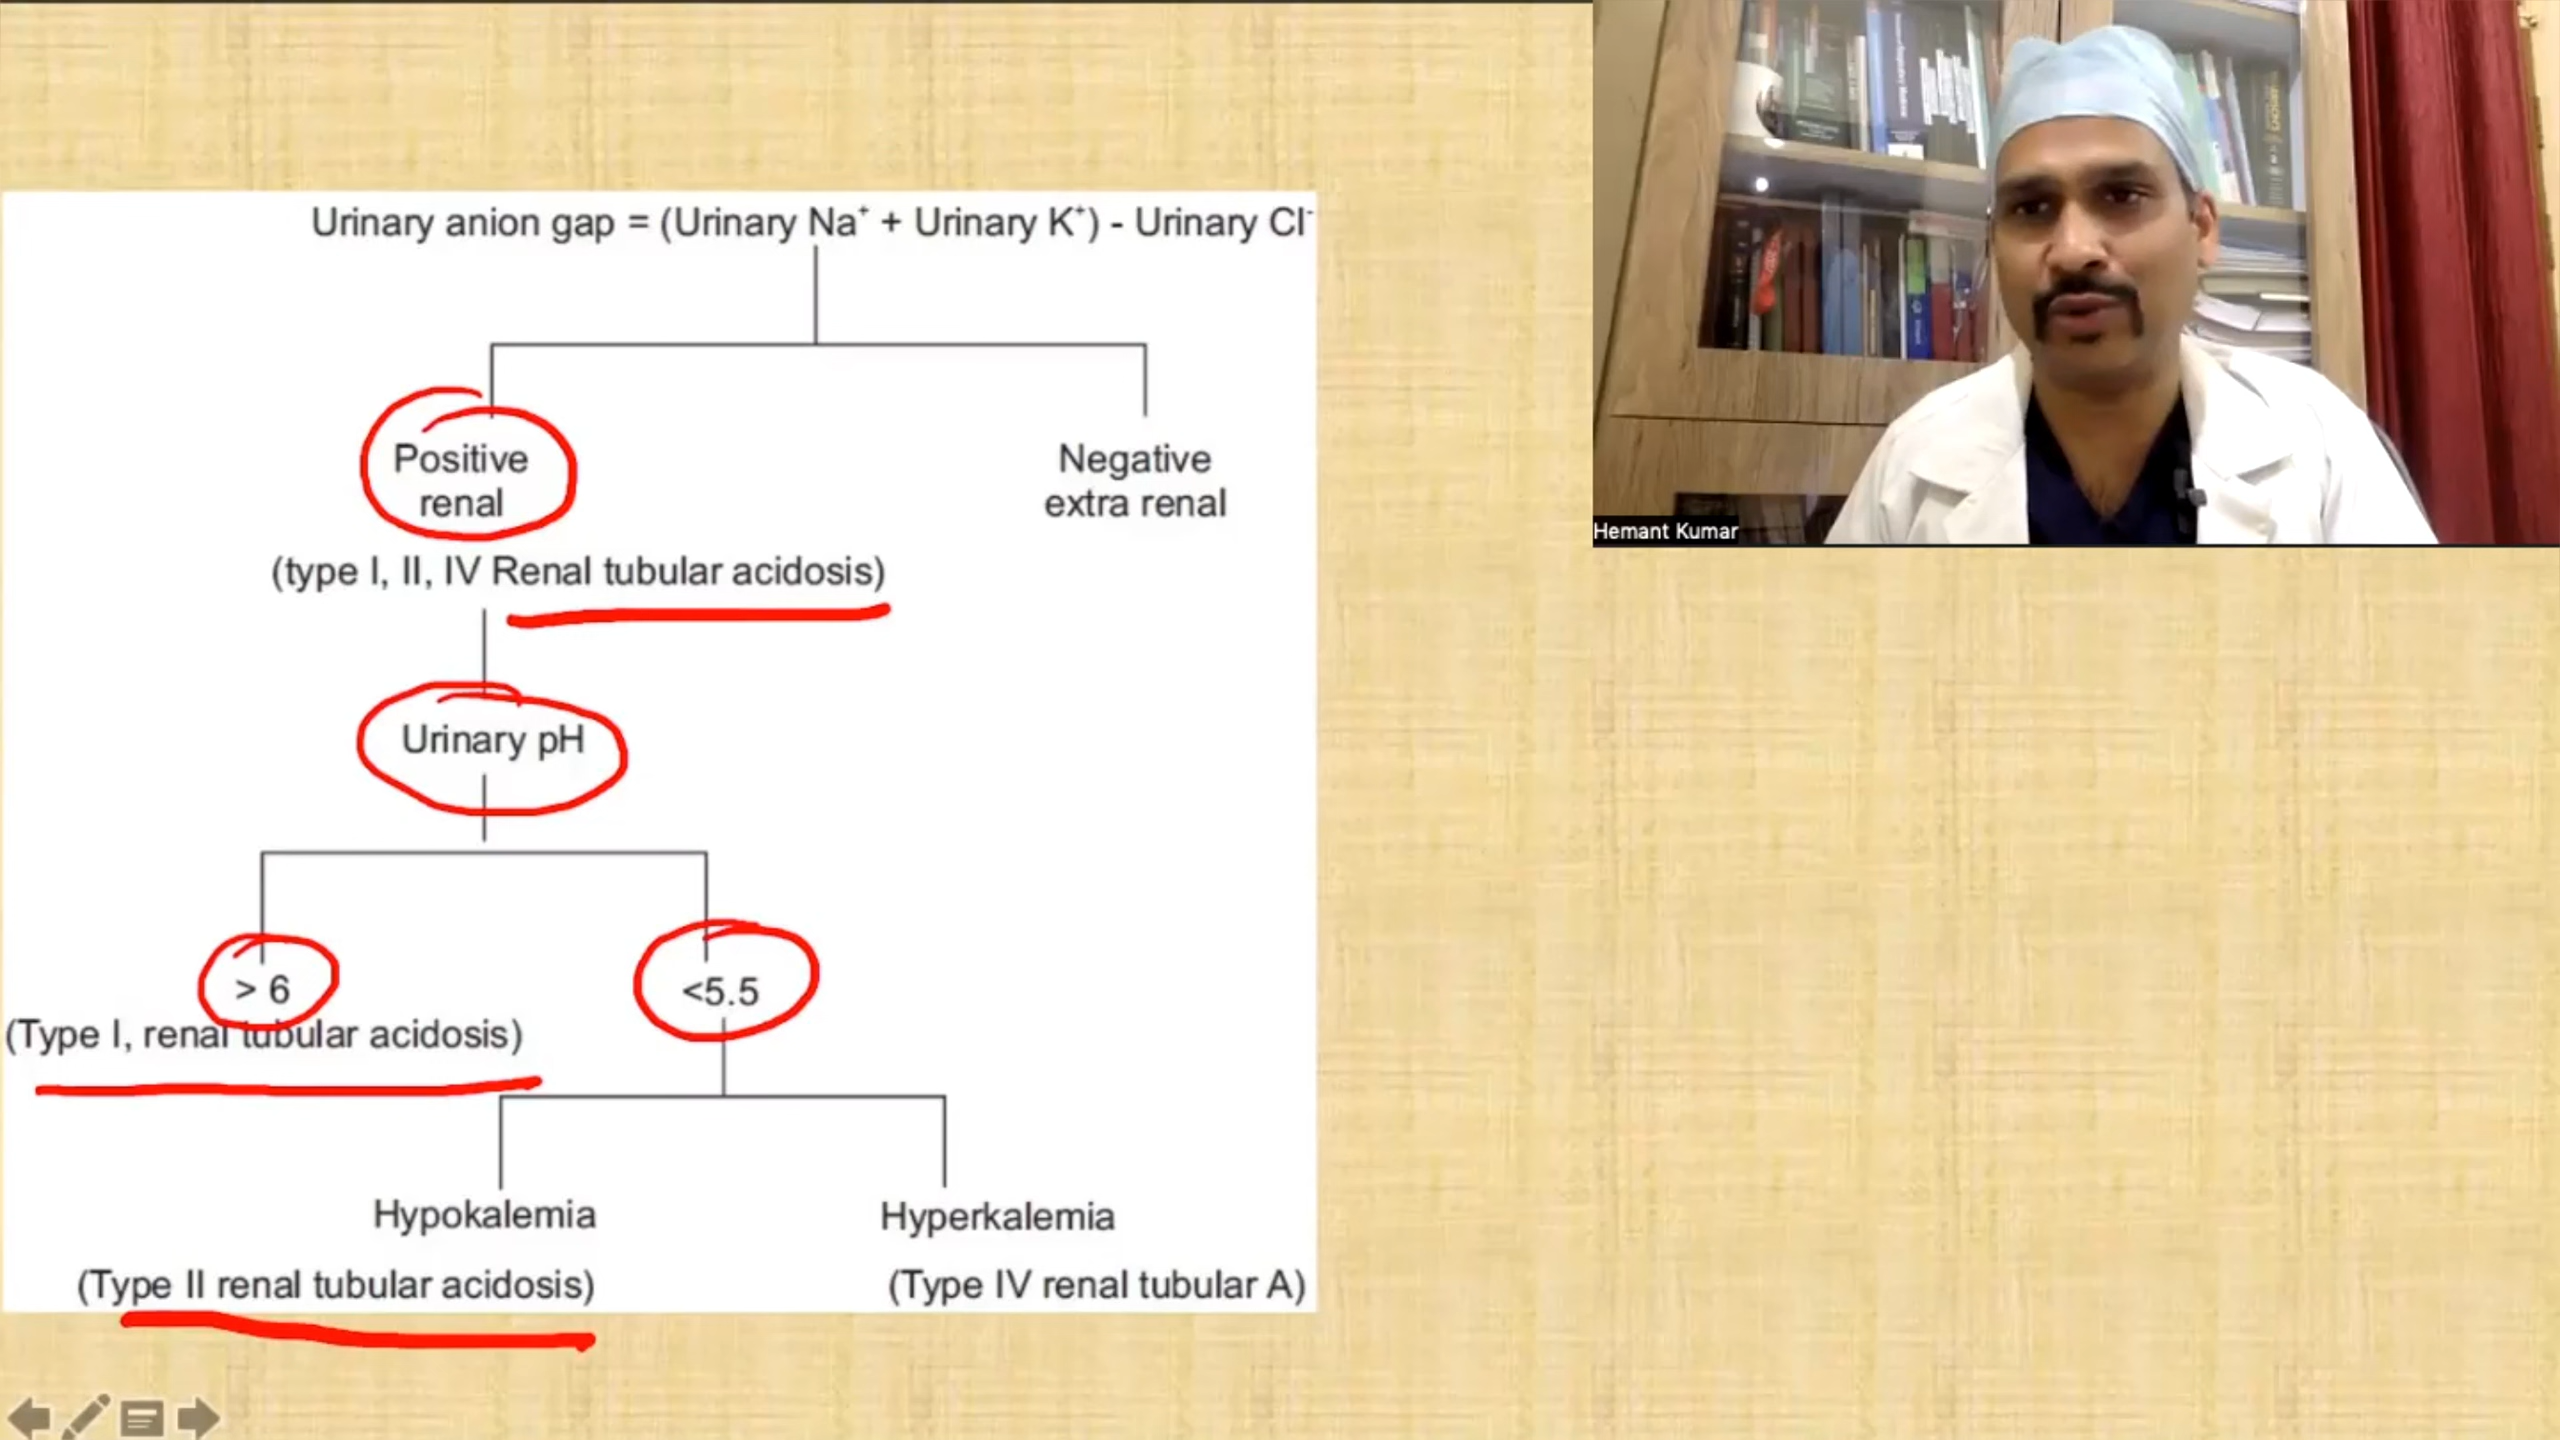 Urinary anion gap = (Urinary Na⁺ + Urinary K⁺) - Urinary Cl⁻
Positive
renal
Negative
extra renal
(type I, II, IV Renal tubular acidosis)
Urinary pH
> 6
<5.5
(Type I, renal tubular acidosis)
Hypokalemia
Hyperkalemia
(Type II renal tubular acidosis)
(Type IV renal tubular A)
Hemant Kumar